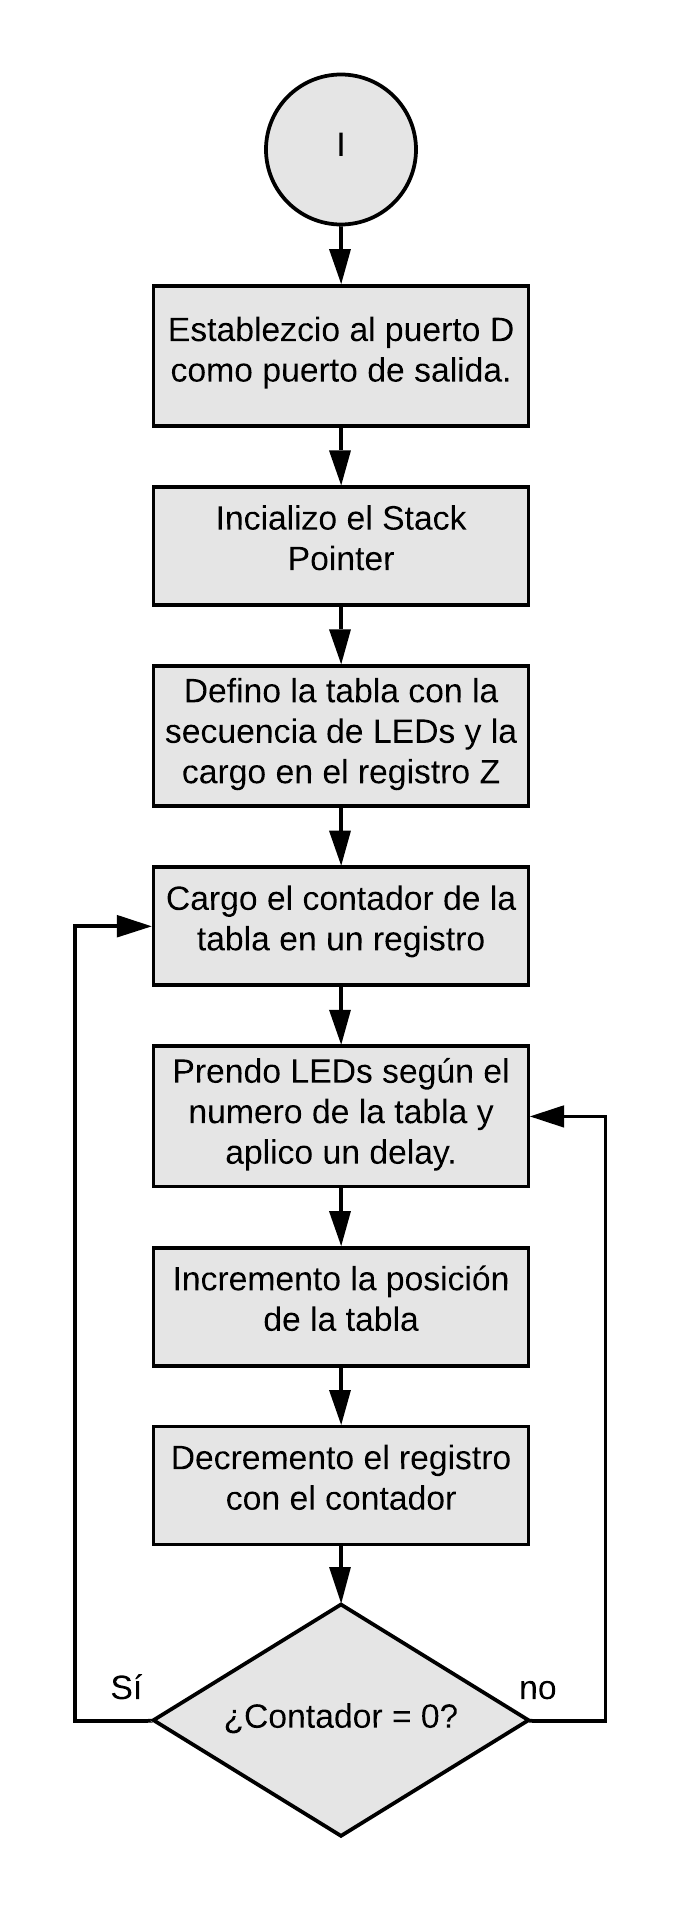 I
Establezcio al puerto D
como puerto de salida.
Incializo el Stack
Pointer
Defino la tabla con la
secuencia de LEDs y la
cargo en el registro Z
Cargo el contador de la
tabla en un registro
Prendo LEDs según el
numero de la tabla y
aplico un delay.
Incremento la posición
de la tabla
Decremento el registro
con el contador
Sí
no
¿Contador = 0?